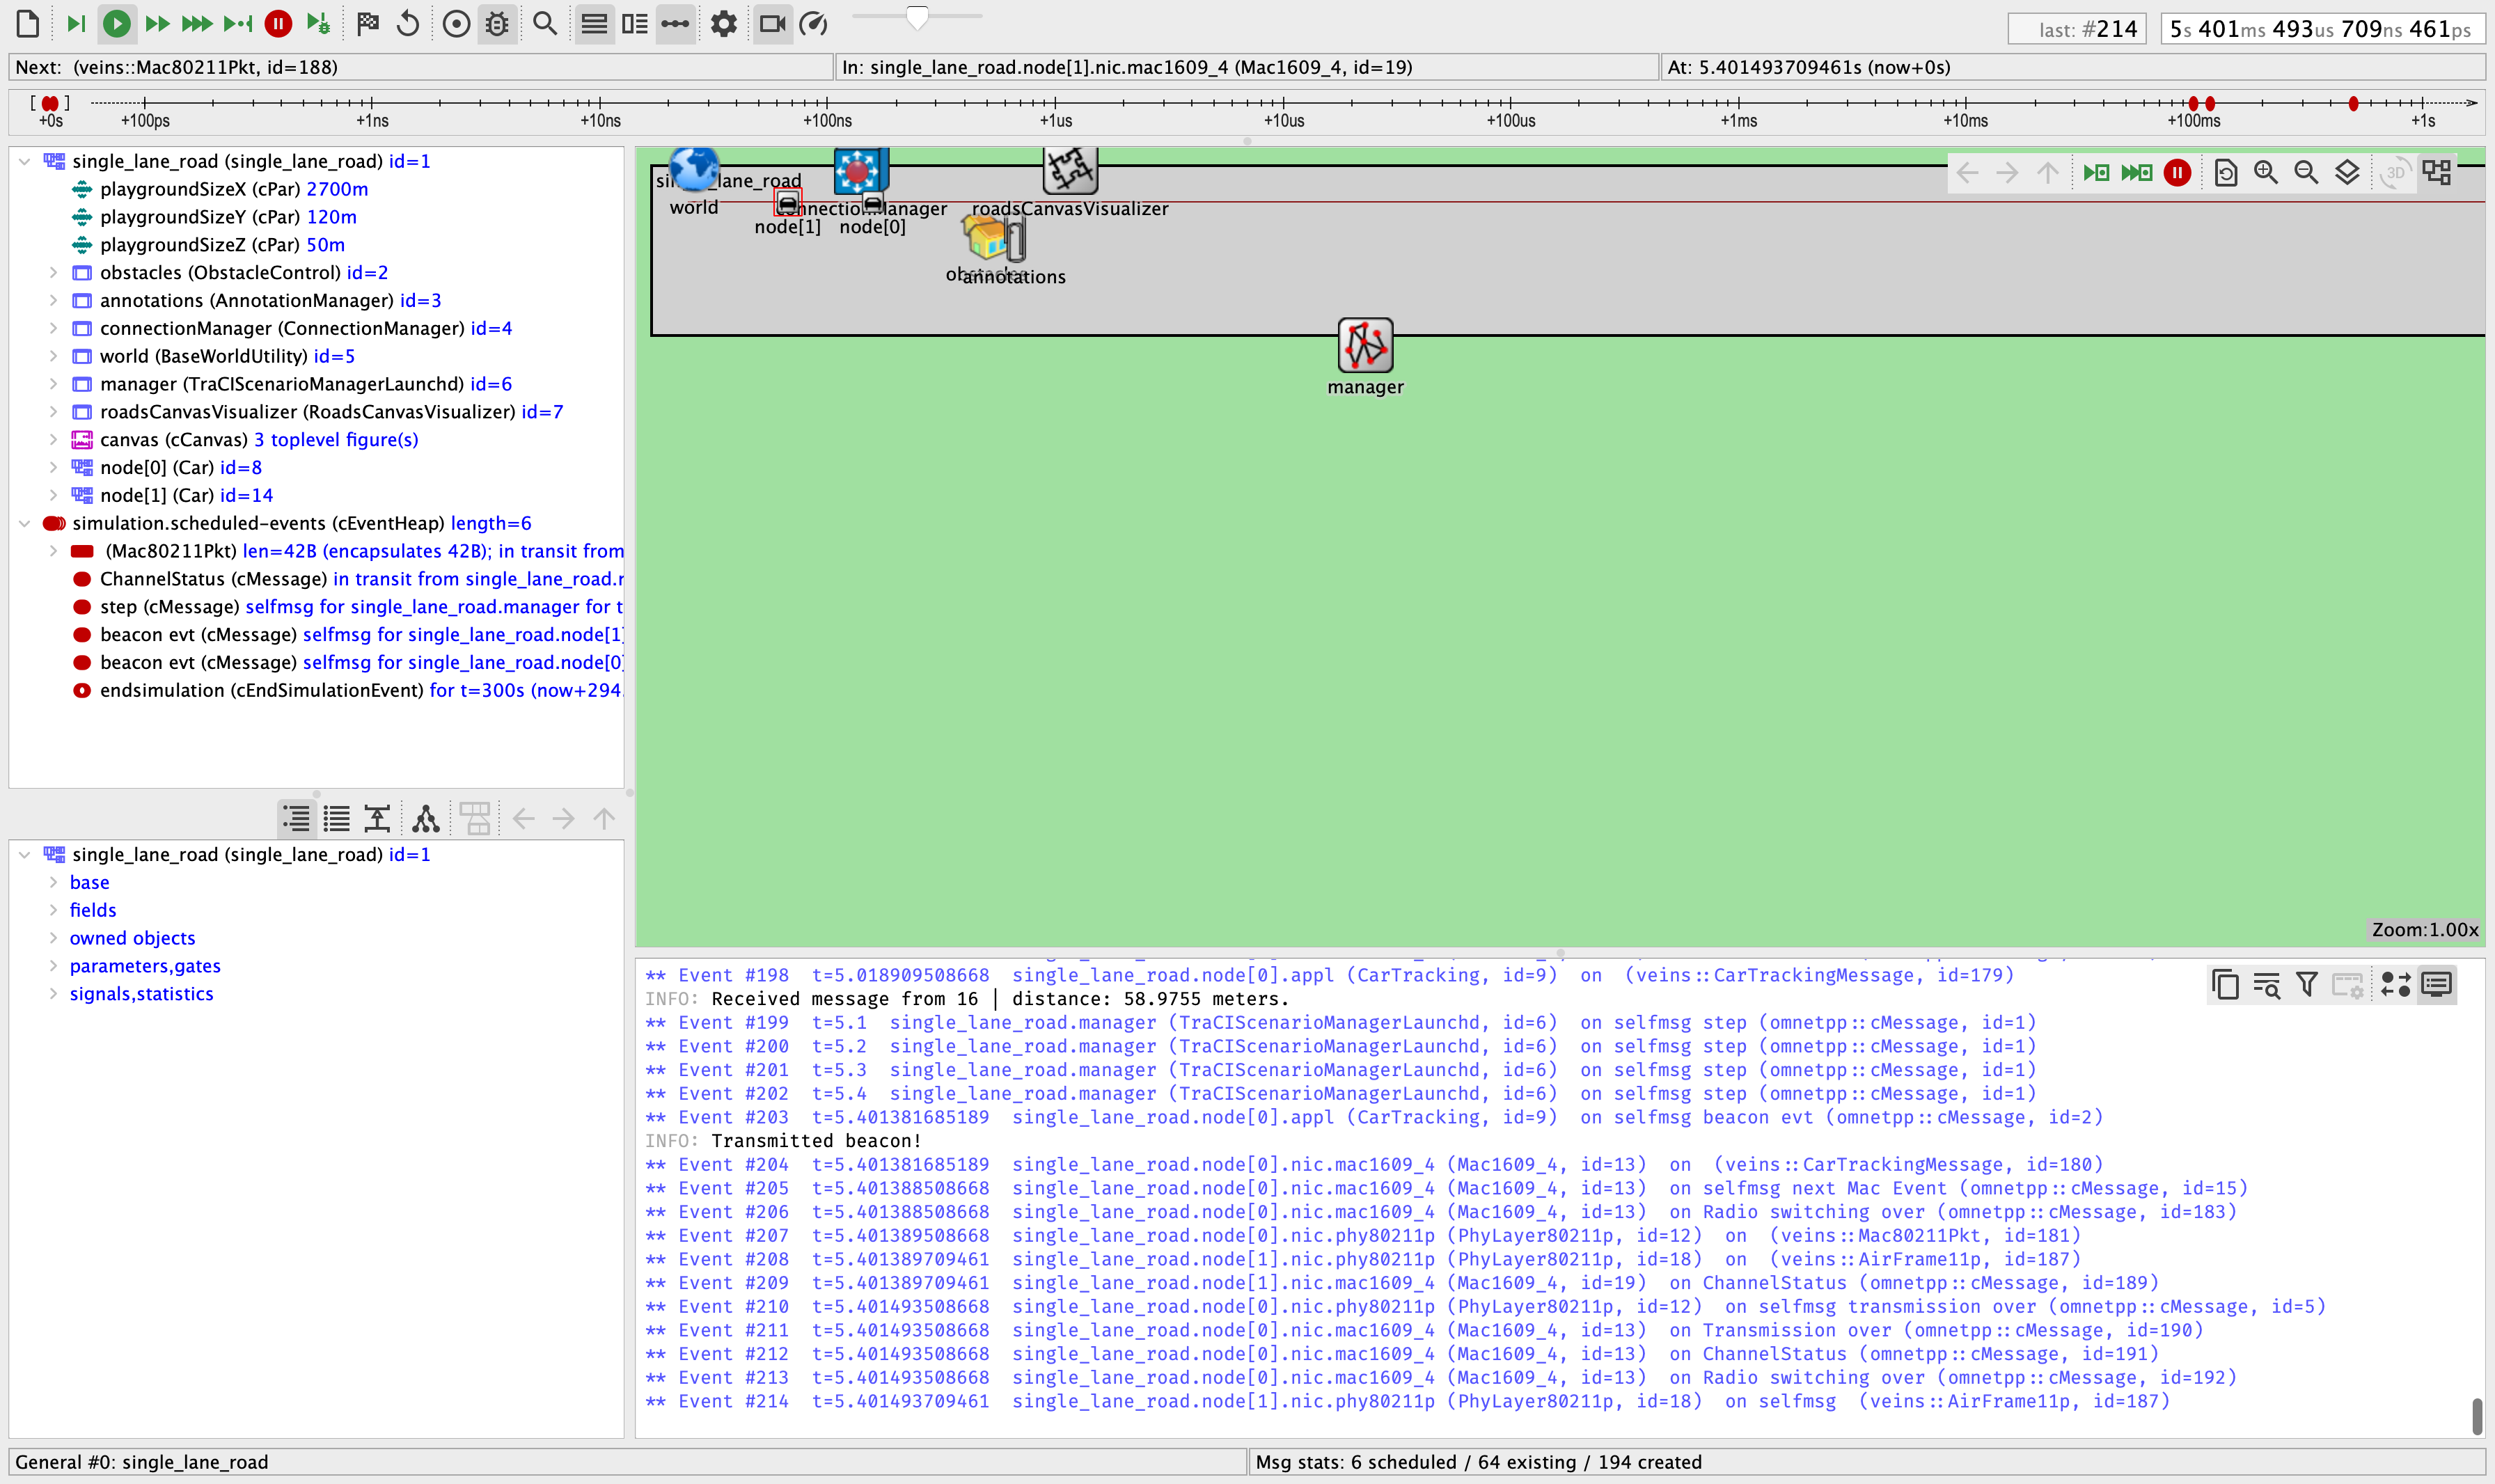 last: #214
5s 401ms 493us 709ns 461ps
Next: (veins::Mac80211Pkt, id=188)
In: single_lane_road.node[1].nic.mac1609_4 (Mac1609_4, id=19)
At: 5.401493709461s (now+0s)
+0s +100ps +1ns +10ns +100ns +1us +10us +100us +1ms +10ms +100ms +1s
single_lane_road (single_lane_road) id=1
playgroundSizeX (cPar) 2700m
playgroundSizeY (cPar) 120m
playgroundSizeZ (cPar) 50m
obstacles (ObstacleControl) id=2
annotations (AnnotationManager) id=3
connectionManager (ConnectionManager) id=4
world (BaseWorldUtility) id=5
manager (TraCIScenarioManagerLaunchd) id=6
roadsCanvasVisualizer (RoadsCanvasVisualizer) id=7
canvas (cCanvas) 3 toplevel figure(s)
node[0] (Car) id=8
node[1] (Car) id=14
simulation.scheduled-events (cEventHeap) length=6
(Mac80211Pkt) len=42B (encapsulates 42B); in transit from
ChannelStatus (cMessage) in transit from single_lane_road.r
step (cMessage) selfmsg for single_lane_road.manager for t
beacon evt (cMessage) selfmsg for single_lane_road.node[1]
beacon evt (cMessage) selfmsg for single_lane_road.node[0]
endsimulation (cEndSimulationEvent) for t=300s (now+294.
single_lane_road (single_lane_road) id=1
base
fields
owned objects
parameters,gates
signals,statistics
single_lane_road
world
connectionManager
roadsCanvasVisualizer
node[1]
node[0]
obstacles
annotations
manager
3D
Zoom:1.00x
** Event #198 t=5.018909508668 single_lane_road.node[0].appl (CarTracking, id=9) on (veins::CarTrackingMessage, id=179)
INFO: Received message from 16 | distance: 58.9755 meters.
** Event #199 t=5.1 single_lane_road.manager (TraCIScenarioManagerLaunchd, id=6) on selfmsg step (omnetpp::cMessage, id=1)
** Event #200 t=5.2 single_lane_road.manager (TraCIScenarioManagerLaunchd, id=6) on selfmsg step (omnetpp::cMessage, id=1)
** Event #201 t=5.3 single_lane_road.manager (TraCIScenarioManagerLaunchd, id=6) on selfmsg step (omnetpp::cMessage, id=1)
** Event #202 t=5.4 single_lane_road.manager (TraCIScenarioManagerLaunchd, id=6) on selfmsg step (omnetpp::cMessage, id=1)
** Event #203 t=5.401381685189 single_lane_road.node[0].appl (CarTracking, id=9) on selfmsg beacon evt (omnetpp::cMessage, id=2)
INFO: Transmitted beacon!
** Event #204 t=5.401381685189 single_lane_road.node[0].nic.mac1609_4 (Mac1609_4, id=13) on (veins::CarTrackingMessage, id=180)
** Event #205 t=5.401388508668 single_lane_road.node[0].nic.mac1609_4 (Mac1609_4, id=13) on selfmsg next Mac Event (omnetpp::cMessage, id=15)
** Event #206 t=5.401388508668 single_lane_road.node[0].nic.mac1609_4 (Mac1609_4, id=13) on Radio switching over (omnetpp::cMessage, id=183)
** Event #207 t=5.401389508668 single_lane_road.node[0].nic.phy80211p (PhyLayer80211p, id=12) on (veins::Mac80211Pkt, id=181)
** Event #208 t=5.401389709461 single_lane_road.node[1].nic.phy80211p (PhyLayer80211p, id=18) on (veins::AirFrame11p, id=187)
** Event #209 t=5.401389709461 single_lane_road.node[1].nic.mac1609_4 (Mac1609_4, id=19) on ChannelStatus (omnetpp::cMessage, id=189)
** Event #210 t=5.401493508668 single_lane_road.node[0].nic.phy80211p (PhyLayer80211p, id=12) on selfmsg transmission over (omnetpp::cMessage, id=5)
** Event #211 t=5.401493508668 single_lane_road.node[0].nic.mac1609_4 (Mac1609_4, id=13) on Transmission over (omnetpp::cMessage, id=190)
** Event #212 t=5.401493508668 single_lane_road.node[0].nic.mac1609_4 (Mac1609_4, id=13) on ChannelStatus (omnetpp::cMessage, id=191)
** Event #213 t=5.401493508668 single_lane_road.node[0].nic.mac1609_4 (Mac1609_4, id=13) on Radio switching over (omnetpp::cMessage, id=192)
** Event #214 t=5.401493709461 single_lane_road.node[1].nic.phy80211p (PhyLayer80211p, id=18) on selfmsg (veins::AirFrame11p, id=187)
General #0: single_lane_road
Msg stats: 6 scheduled / 64 existing / 194 created